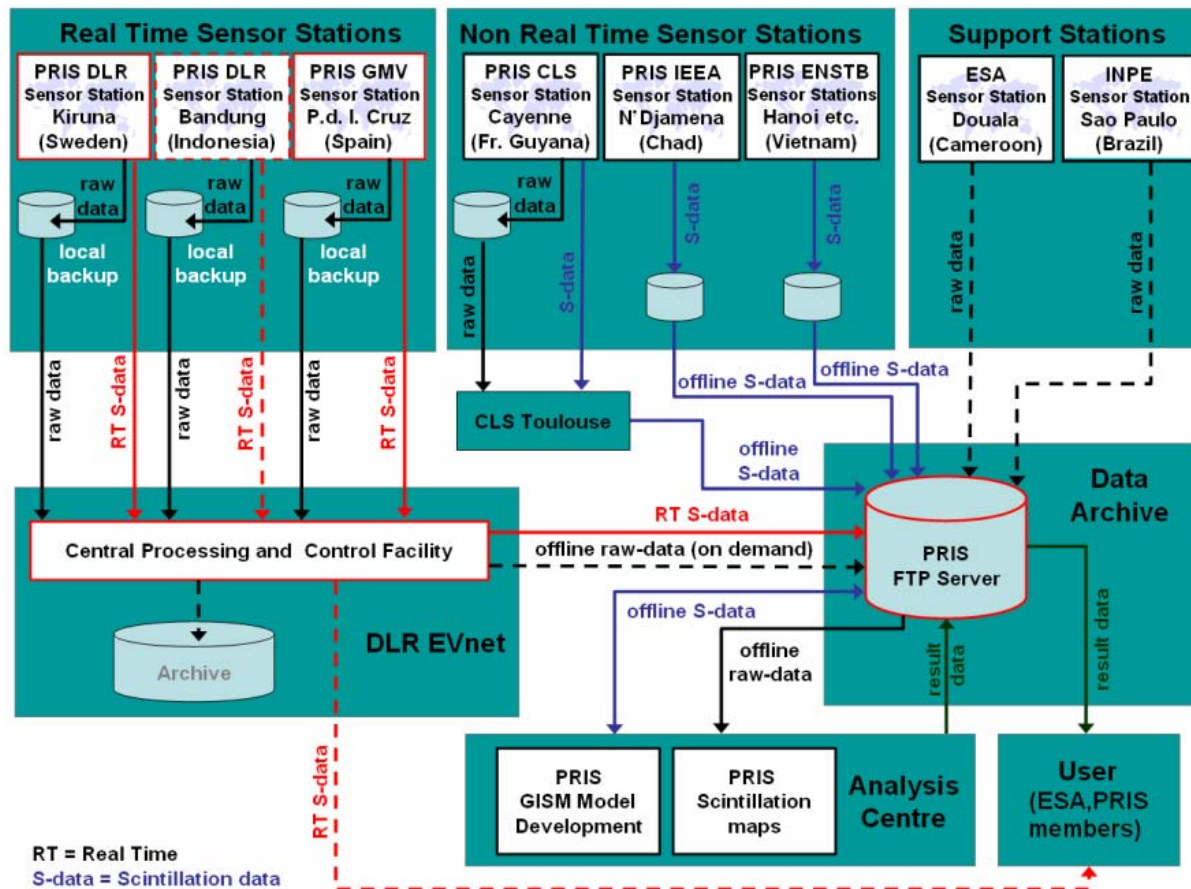 Real Time Sensor Stations
PRIS DLR
Sensor Station
Kiruna
(Sweden)
PRIS DLR
Sensor Station
Bandung
(Indonesia)
PRIS GMV
Sensor Station
P.d. l. Cruz
(Spain)
raw
data
raw
data
raw
data
local
backup
local
backup
local
backup
raw data
RT S-data
raw data
RT S-data
raw data
RT S-data
Non Real Time Sensor Stations
PRIS CLS
Sensor Station
Cayenne
(Fr. Guyana)
PRIS IEEA
Sensor Station
N' Djamena
(Chad)
PRIS ENSTB
Sensor Stations
Hanoi etc.
(Vietnam)
raw
data
raw data
S-data
S-data
S-data
offline S-data
offline S-data
CLS Toulouse
offline
S-data
Support Stations
ESA
Sensor Station
Douala
(Cameroon)
INPE
Sensor Station
Sao Paulo
(Brazil)
raw data
raw data
Central Processing and Control Facility
Archive
DLR EVnet
RT S-data
offline raw-data (on demand)
offline S-data
offline
raw-data
result
data
Data
Archive
PRIS
FTP Server
result data
RT S-data
PRIS
GISM Model
Development
PRIS
Scintillation
maps
Analysis
Centre
User
(ESA,PRIS
members)
RT = Real Time
S-data = Scintillation data